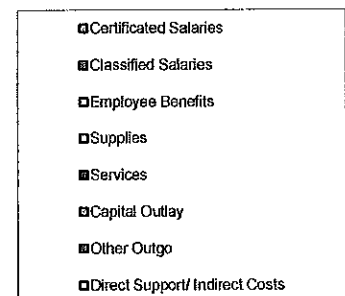 Certificated Salaries
Classified Salaries
Employee Benefits
Supplies
Services
Capital Outlay
Other Outgo
Direct Support/ Indirect Costs